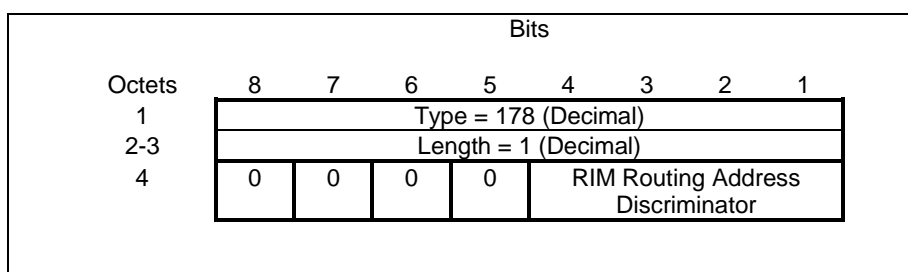 Bits
Octets 8 7 6 5 4 3 2 1
1 Type = 178 (Decimal)
2-3 Length = 1 (Decimal)
4 0 0 0 0 RIM Routing Address
Discriminator